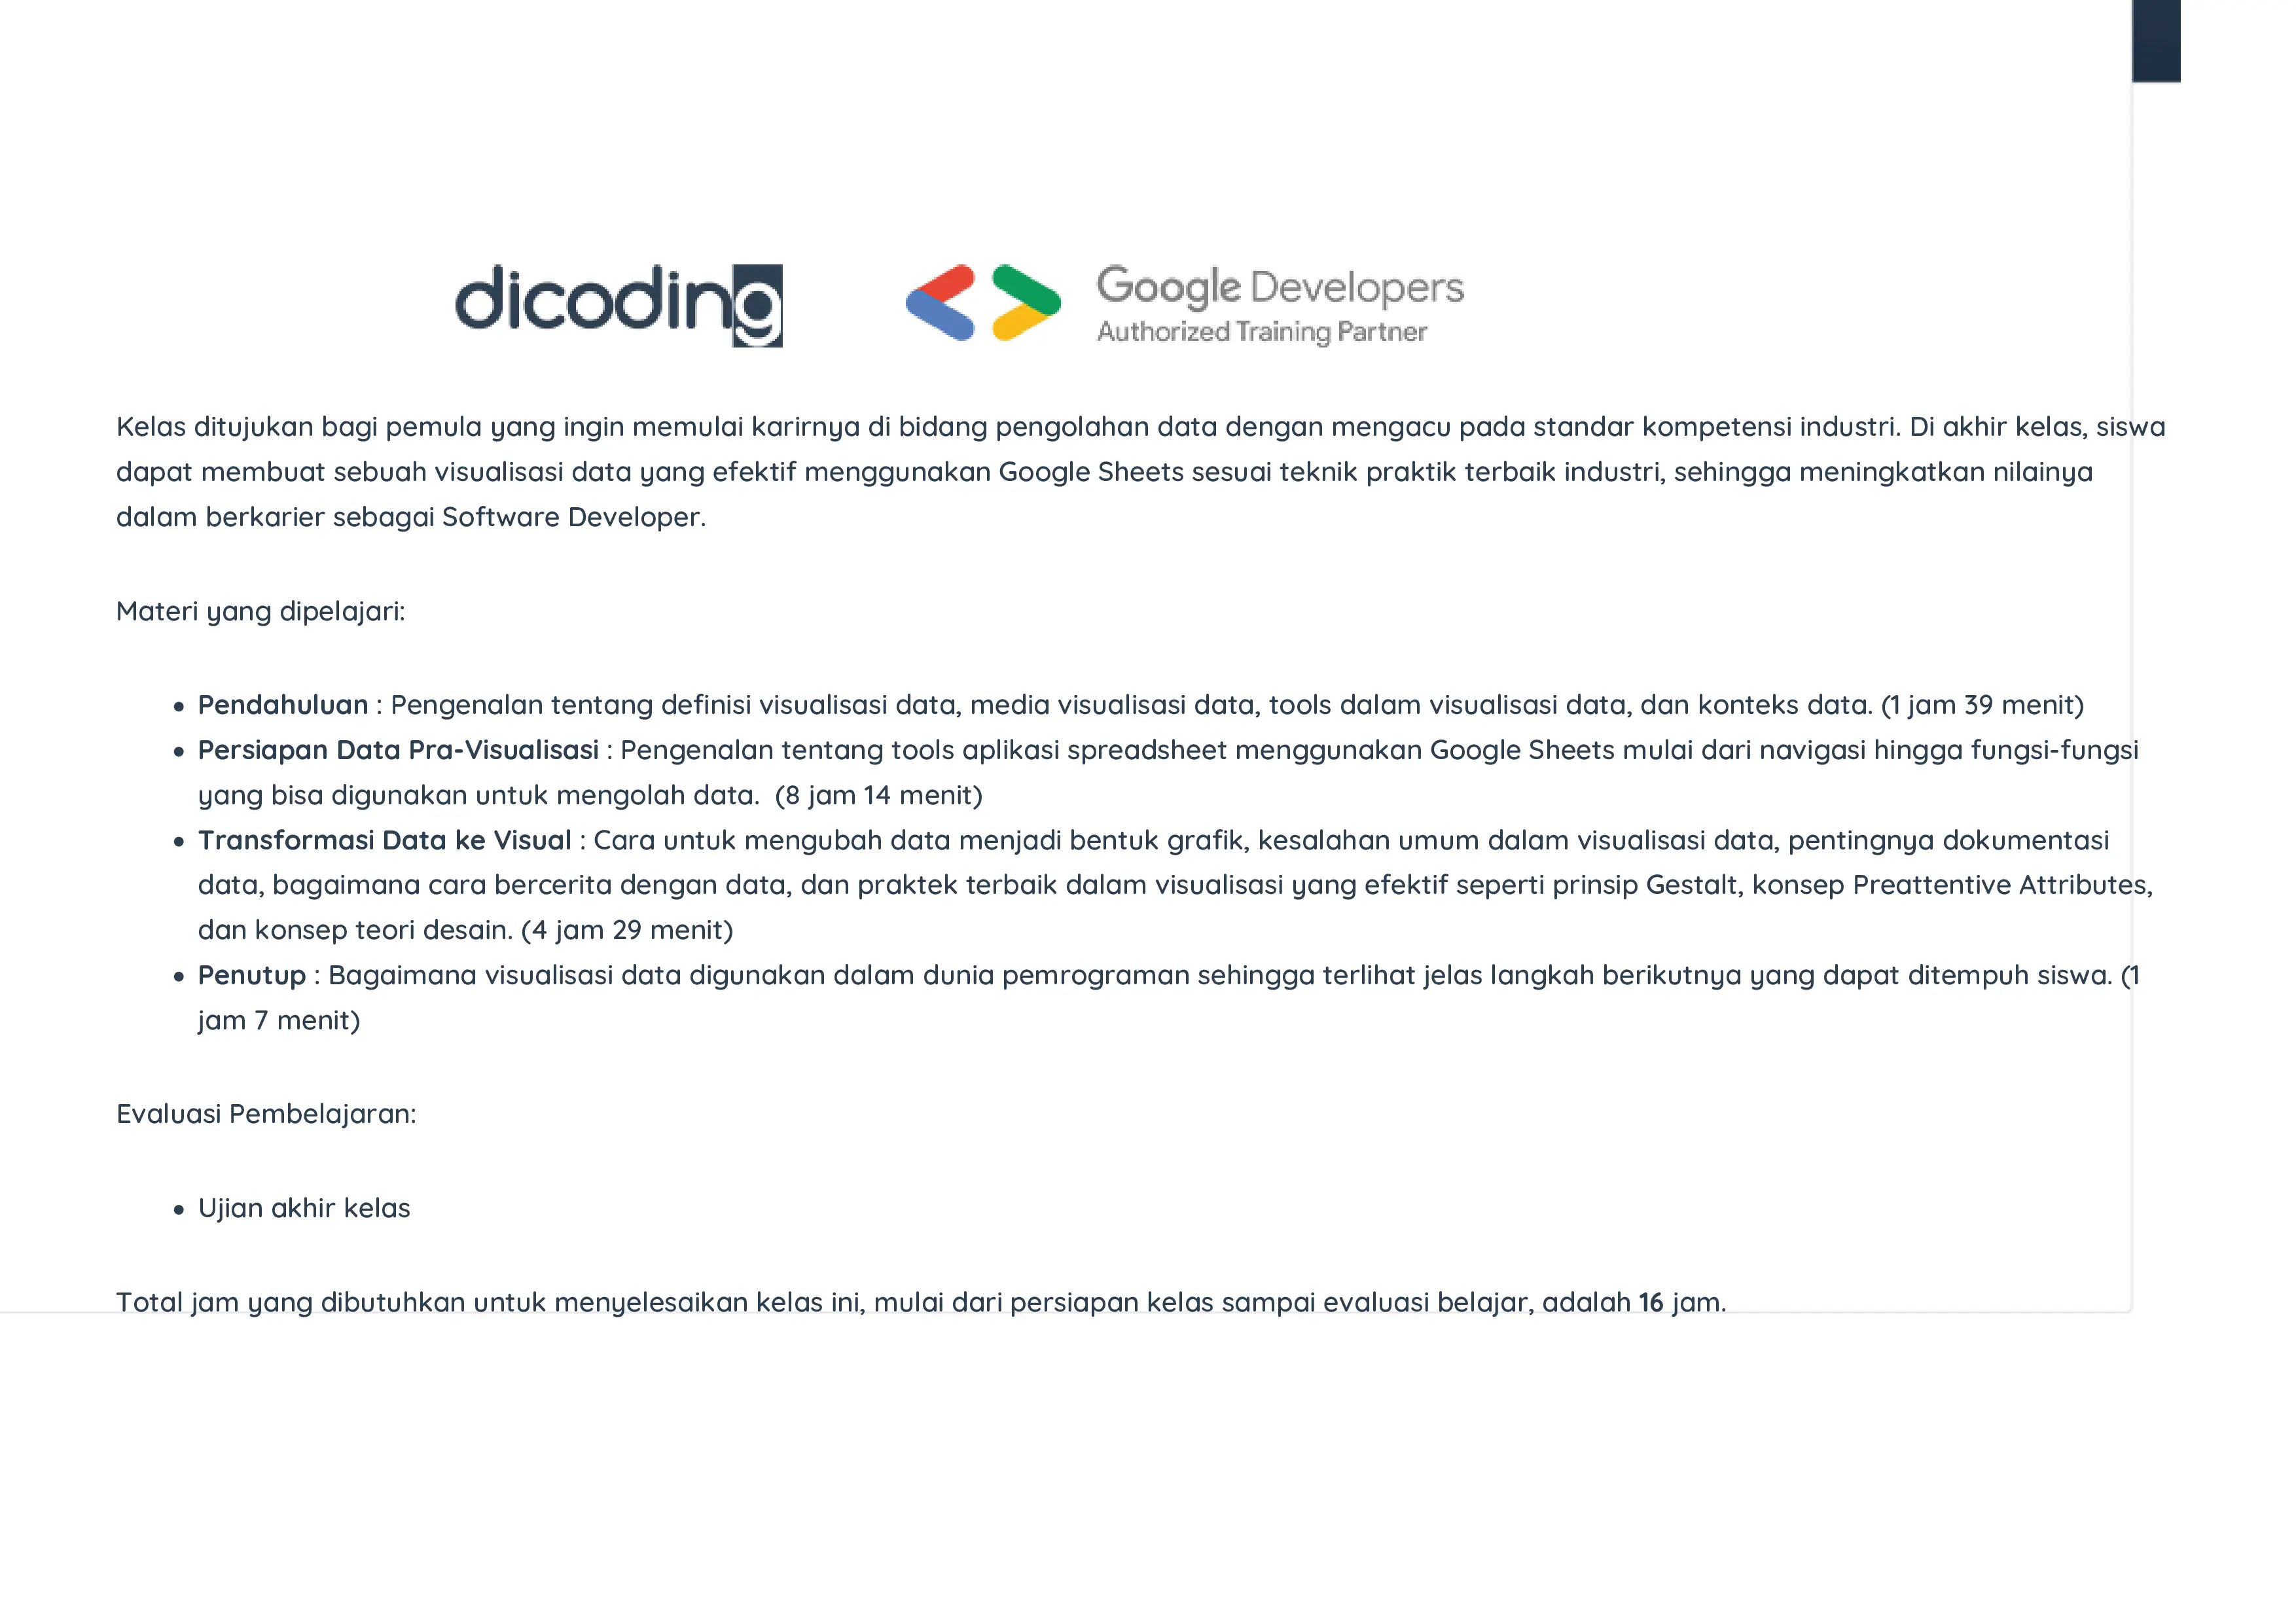 dicoding
Google Developers
Authorized Training Partner
Kelas ditujukan bagi pemula yang ingin memulai karirnya di bidang pengolahan data dengan mengacu pada standar kompetensi industri. Di akhir kelas, siswa
dapat membuat sebuah visualisasi data yang efektif menggunakan Google Sheets sesuai teknik praktik terbaik industri, sehingga meningkatkan nilainya
dalam berkarier sebagai Software Developer.
Materi yang dipelajari:
• Pendahuluan : Pengenalan tentang definisi visualisasi data, media visualisasi data, tools dalam visualisasi data, dan konteks data. (1 jam 39 menit)
• Persiapan Data Pra-Visualisasi : Pengenalan tentang tools aplikasi spreadsheet menggunakan Google Sheets mulai dari navigasi hingga fungsi-fungsi
yang bisa digunakan untuk mengolah data.  (8 jam 14 menit)
• Transformasi Data ke Visual : Cara untuk mengubah data menjadi bentuk grafik, kesalahan umum dalam visualisasi data, pentingnya dokumentasi
data, bagaimana cara bercerita dengan data, dan praktek terbaik dalam visualisasi yang efektif seperti prinsip Gestalt, konsep Preattentive Attributes,
dan konsep teori desain. (4 jam 29 menit)
• Penutup : Bagaimana visualisasi data digunakan dalam dunia pemrograman sehingga terlihat jelas langkah berikutnya yang dapat ditempuh siswa. (1
jam 7 menit)
Evaluasi Pembelajaran:
• Ujian akhir kelas
Total jam yang dibutuhkan untuk menyelesaikan kelas ini, mulai dari persiapan kelas sampai evaluasi belajar, adalah 16 jam.